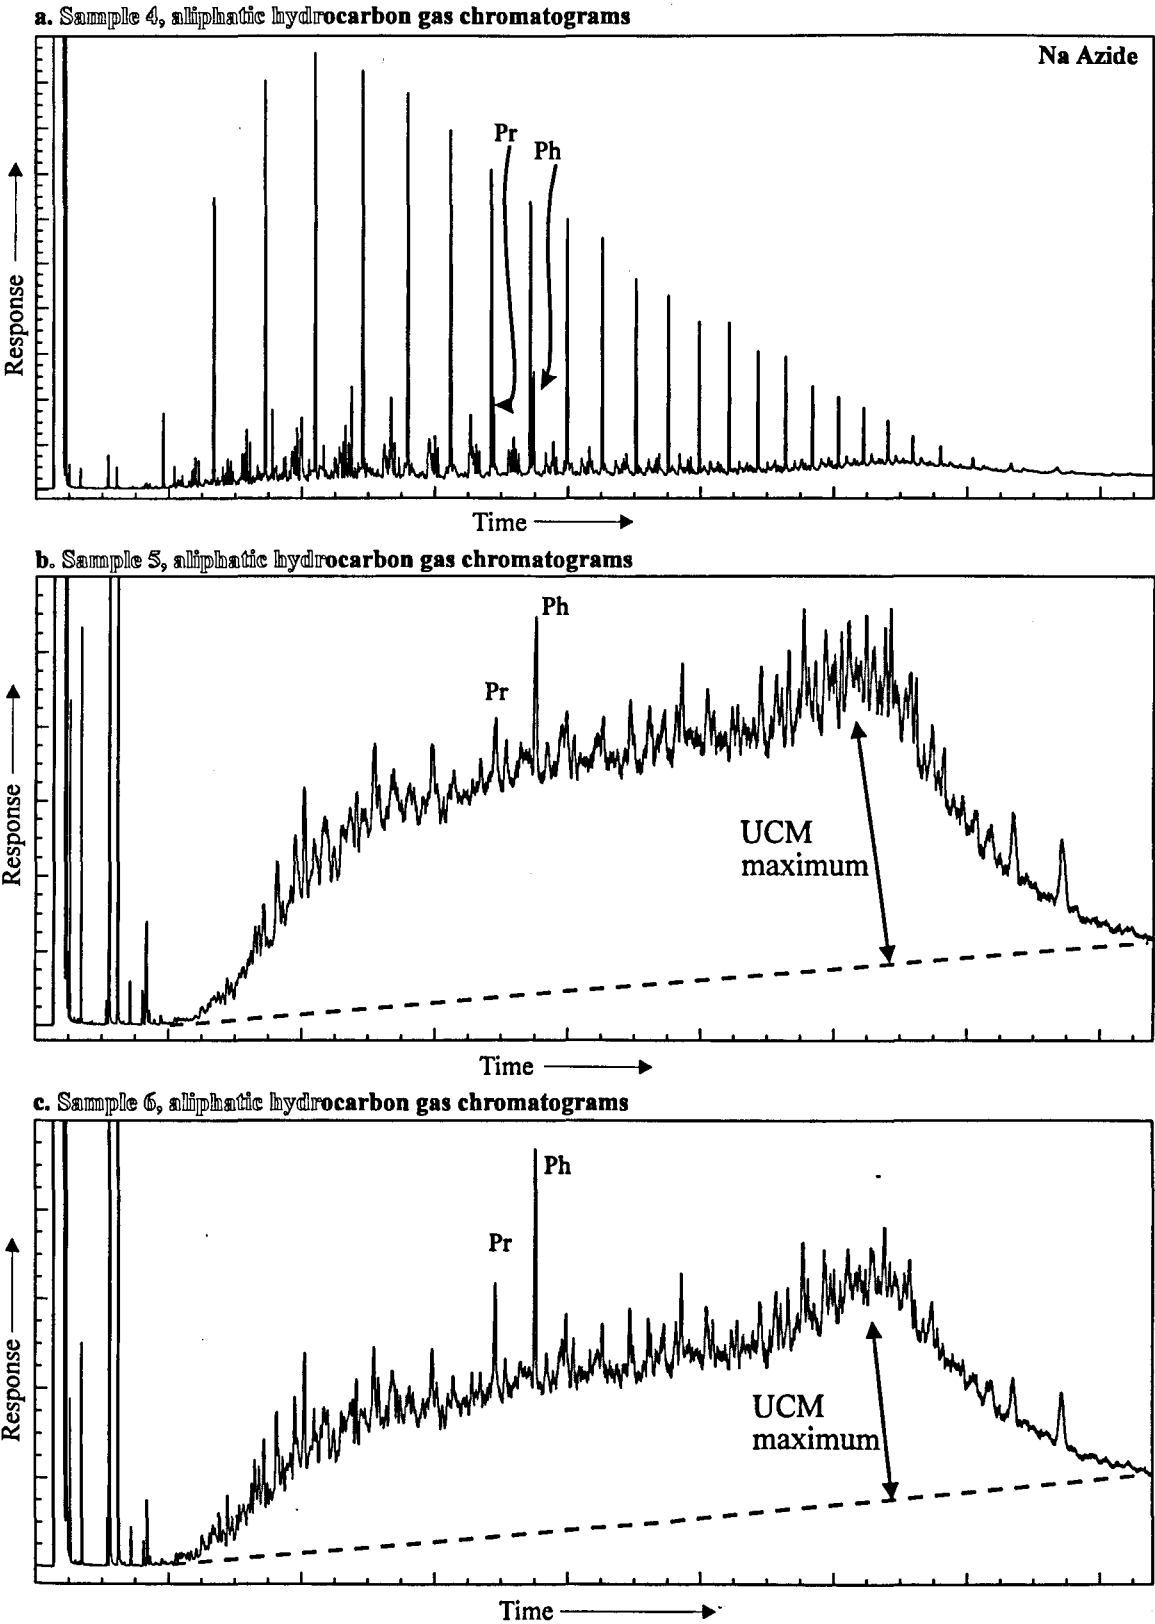 a. Sample 4, aliphatic hydrocarbon gas chromatograms
Na Azide
Pr
Ph
Response
Time
b. Sample 5, aliphatic hydrocarbon gas chromatograms
Ph
Pr
UCM
maximum
Response
Time
c. Sample 6, aliphatic hydrocarbon gas chromatograms
Ph
Pr
UCM
maximum
Response
Time